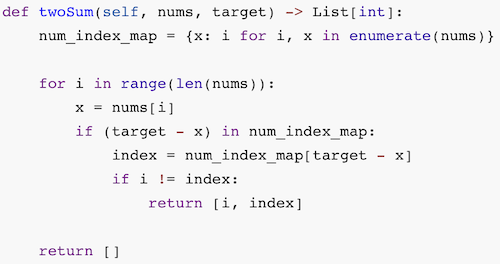 def twoSum(self, nums, target) -> List[int]:
    num_index_map = {x: i for i, x in enumerate(nums)}

    for i in range(len(nums)):
        x = nums[i]
        if (target - x) in num_index_map:
            index = num_index_map[target - x]
            if i != index:
                return [i, index]

    return []